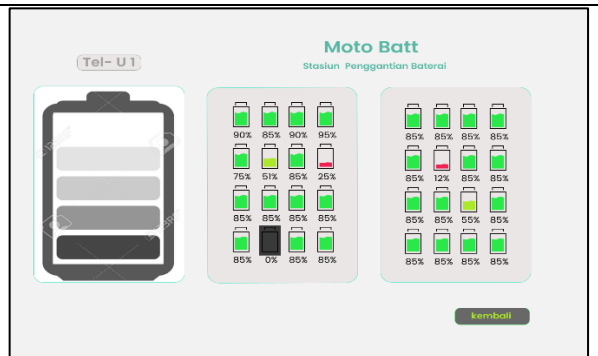 Moto Batt
Stasiun Penggantian Baterai
Tel- U 1
90% 85% 90% 95%
75% 51% 85% 25%
85% 85% 85% 85%
85% 0% 85% 85%
85% 85% 85% 85%
85% 12% 85% 85%
85% 85% 55% 85%
85% 85% 85% 85%
kembali